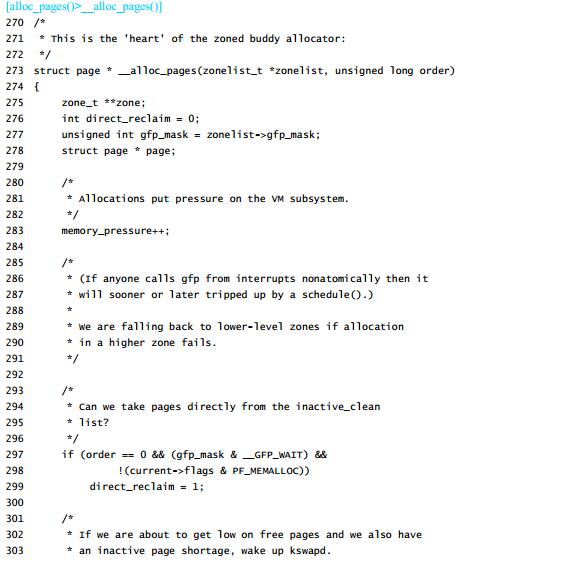 [alloc_pages()>__alloc_pages()]
270 /*
271 * This is the 'heart' of the zoned buddy allocator:
272 */
273 struct page * __alloc_pages(zonelist_t *zonelist, unsigned long order)
274 {
275 zone_t **zone;
276 int direct_reclaim = 0;
277 unsigned int gfp_mask = zonelist->gfp_mask;
278 struct page * page;
279
280 /*
281 * Allocations put pressure on the VM subsystem.
282 */
283 memory_pressure++;
284
285 /*
286 * (If anyone calls gfp from interrupts nonatomically then it
287 * will sooner or later tripped up by a schedule().)
288 *
289 * We are falling back to lower-level zones if allocation
290 * in a higher zone fails.
291 */
292
293 /*
294 * Can we take pages directly from the inactive_clean
295 * list?
296 */
297 if (order == 0 && (gfp_mask & __GFP_WAIT) &&
298 !(current->flags & PF_MEMALLOC))
299 direct_reclaim = 1;
300
301 /*
302 * If we are about to get low on free pages and we also have
303 * an inactive page shortage, wake up kswapd.